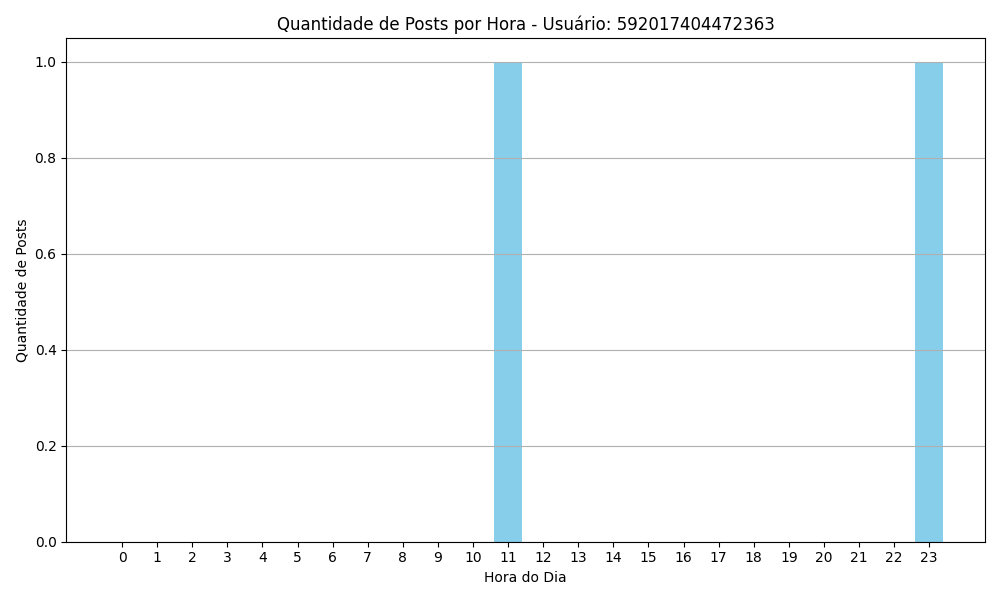 Quantidade de Posts por Hora - Usuário: 592017404472363
Quantidade de Posts
1.0
0.8
0.6
0.4
0.2
0.0
0 1 2 3 4 5 6 7 8 9 10 11 12 13 14 15 16 17 18 19 20 21 22 23
Hora do Dia